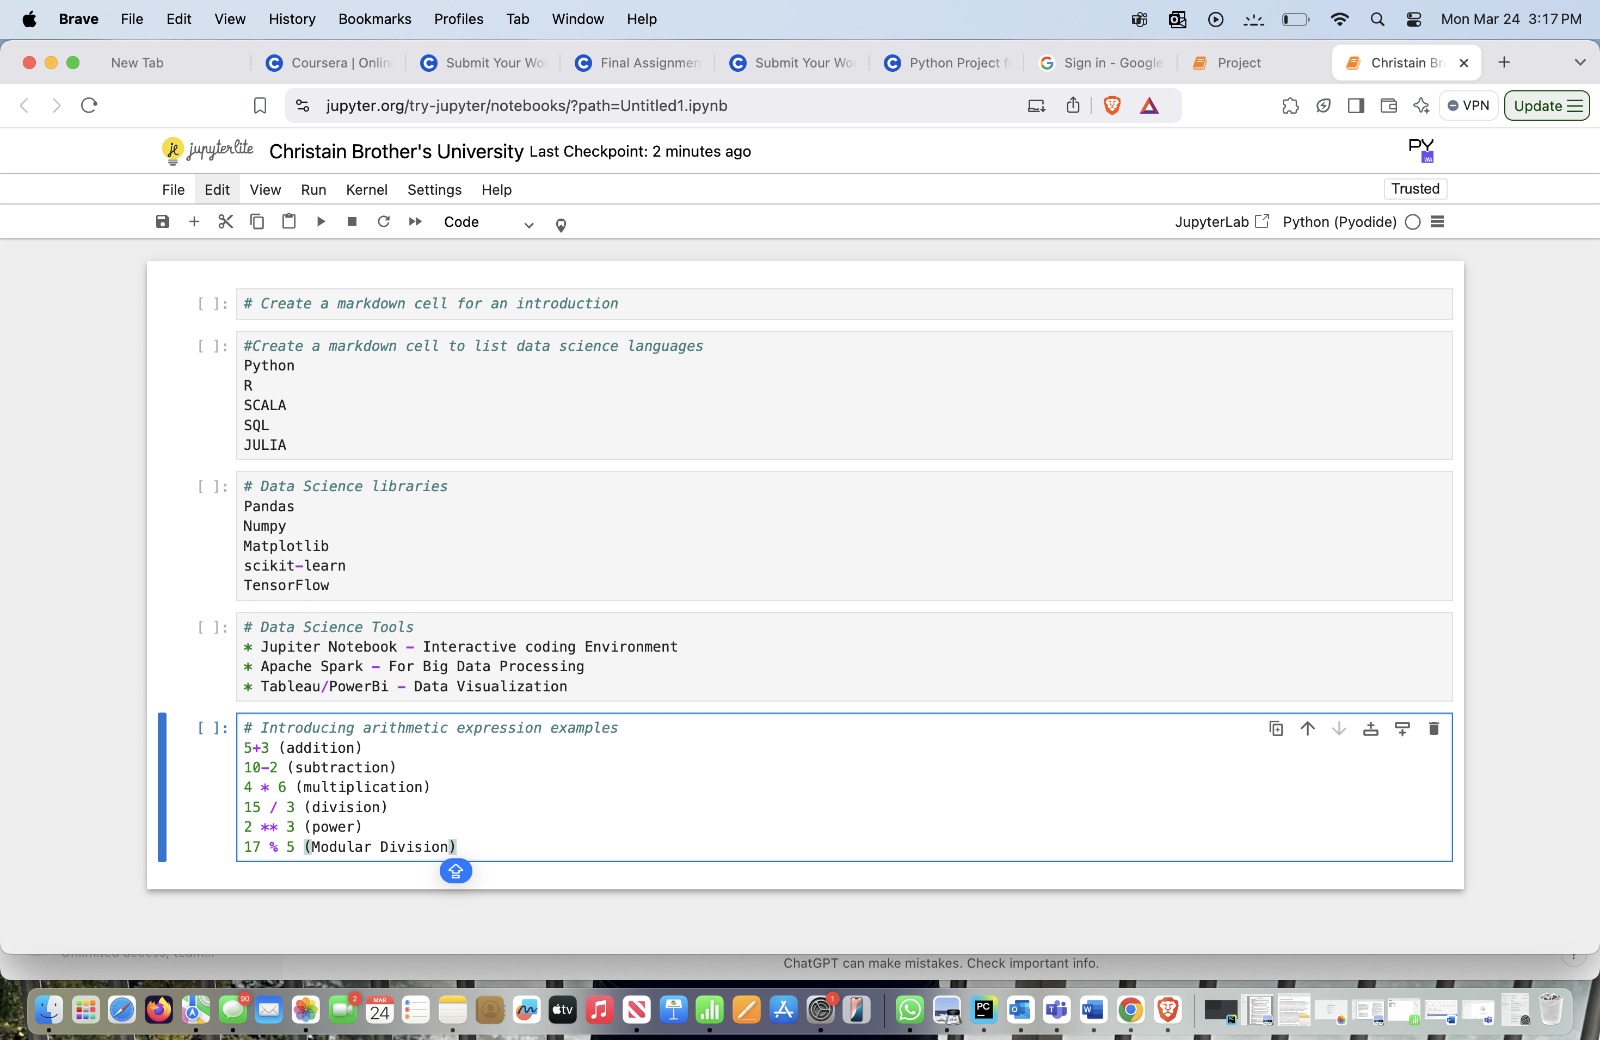 Brave File Edit View History Bookmarks Profiles Tab Window Help Mon Mar 24 3:17 PM
New Tab Coursera | Onlin Submit Your Wo Final Assignmen Submit Your Wo Python Project f Sign in - Google Project Christain Br
jupyter.org/try-jupyter/notebooks/?path=Untitled1.ipynb VPN Update
jupyterlite Christain Brother's University Last Checkpoint: 2 minutes ago PY
File Edit View Run Kernel Settings Help Trusted
Code JupyterLab Python (Pyodide)
[ ]: # Create a markdown cell for an introduction
[ ]: #Create a markdown cell to list data science languages
Python
R
SCALA
SQL
JULIA
[ ]: # Data Science libraries
Pandas
Numpy
Matplotlib
scikit-learn
TensorFlow
[ ]: # Data Science Tools
* Jupiter Notebook - Interactive coding Environment
* Apache Spark - For Big Data Processing
* Tableau/PowerBi - Data Visualization
[ ]: # Introducing arithmetic expression examples
5+3 (addition)
10-2 (subtraction)
4 * 6 (multiplication)
15 / 3 (division)
2 ** 3 (power)
17 % 5 (Modular Division)
ChatGPT can make mistakes. Check important info.
90 2 MAR 24 tv 1 PC